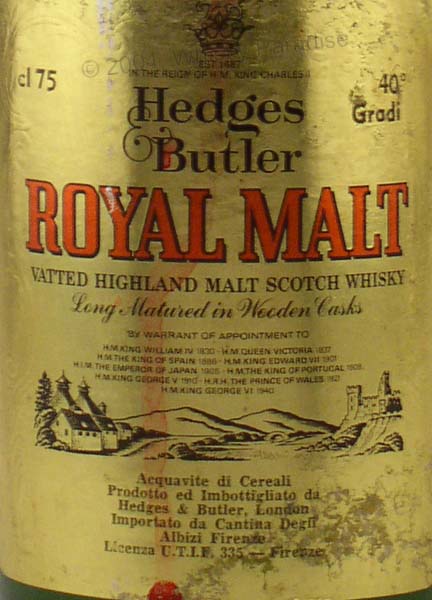 EST 1667
IN THE REIGN OF H.M. KING CHARLES II
cl 75
40°
Gradi
Hedges
& Butler
ROYAL MALT
VATTED HIGHLAND MALT SCOTCH WHISKY
Long Matured in Wooden Casks
BY WARRANT OF APPOINTMENT TO
H.M.KING WILLIAM IV 1830 - H.M.QUEEN VICTORIA 1837
H.M.THE KING OF SPAIN 1886 - H.M.KING EDWARD VII 1901
H.I.M. THE EMPEROR OF JAPAN 1905 - H.M.THE KING OF PORTUGAL 1908
H.M.KING GEORGE V 1910 - H.R.H. THE PRINCE OF WALES 1921
H.M.KING GEORGE VI 1940
Acquavite di Cereali
Prodotto ed Imbottigliato da
Hedges & Butler, London
Importato da Cantina Degli
Albizi Firenze
Licenza U.T.I.F. 335 — Firenze